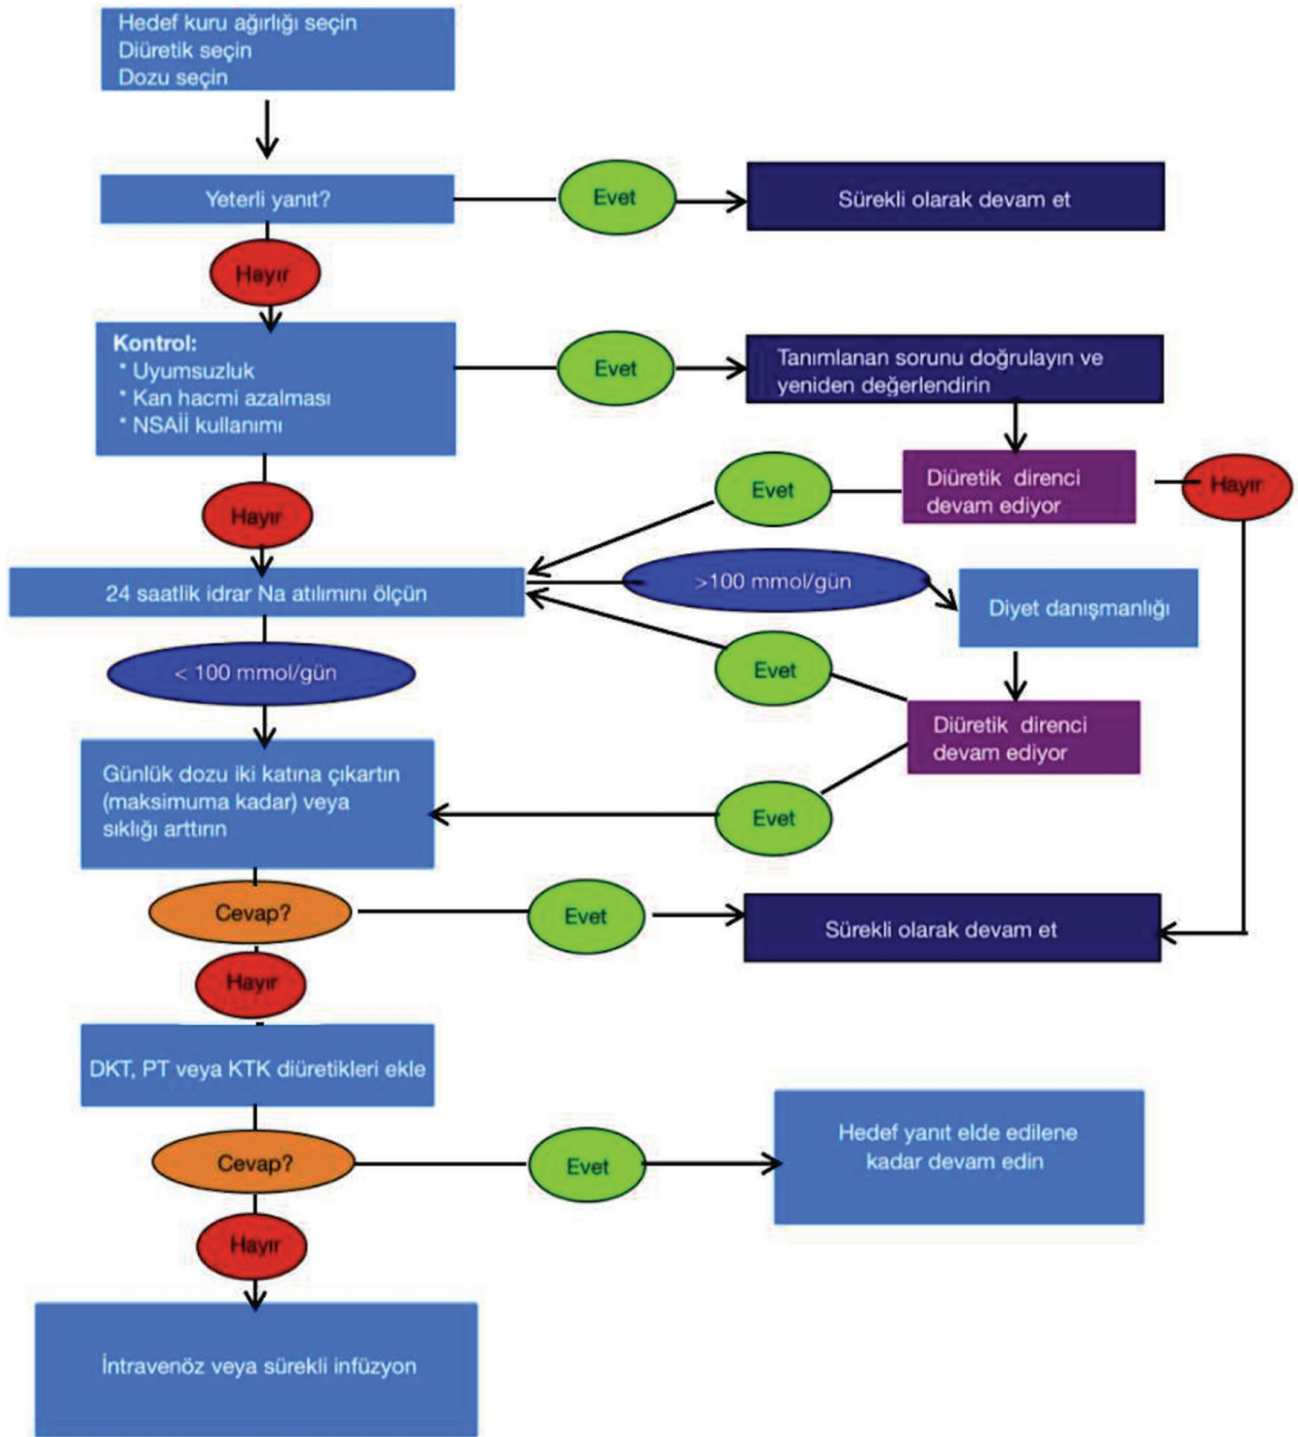 Hedef kuru ağırlığı seçin
Diüretik seçin
Dozu seçin
Yeterli yanıt?
Evet
Sürekli olarak devam et
Hayır
Kontrol:
* Uyumsuzluk
* Kan hacmi azalması
* NSAİİ kullanımı
Evet
Tanımlanan sorunu doğrulayın ve
yeniden değerlendirin
Diüretik direnci
devam ediyor
Evet
Hayır
Hayır
24 saatlik idrar Na atılımını ölçün
>100 mmol/gün
Diyet danışmanlığı
< 100 mmol/gün
Evet
Diüretik direnci
devam ediyor
Günlük dozu iki katına çıkartın
(maksimuma kadar) veya
sıklığı arttırın
Evet
Cevap?
Evet
Sürekli olarak devam et
Hayır
DKT, PT veya KTK diüretikleri ekle
Cevap?
Evet
Hedef yanıt elde edilene
kadar devam edin
Hayır
İntravenöz veya sürekli infüzyon